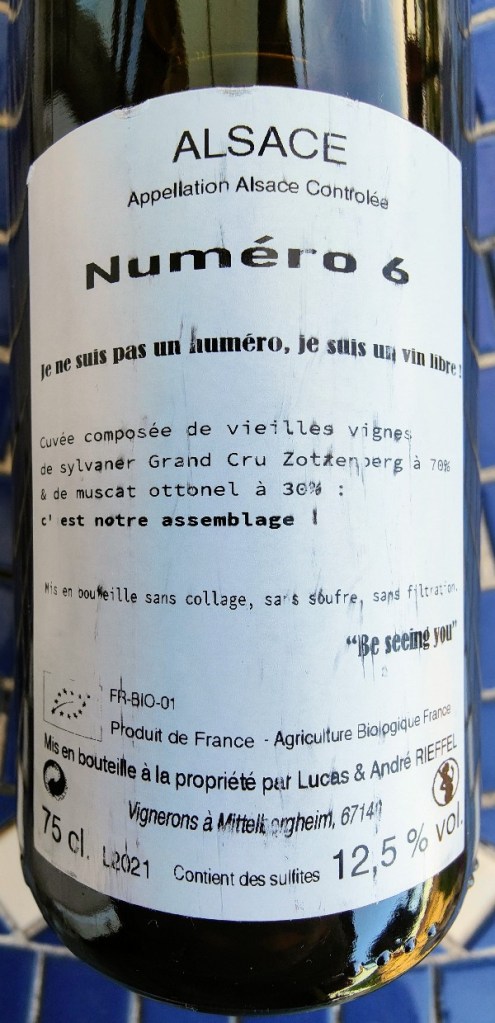 ALSACE
Appellation Alsace Controlée
Numéro 6
Je ne suis pas un numéro, je suis un vin libre !
Cuvée composée de vieilles vignes
de sylvaner Grand Cru Zotzenberg à 70%
& de muscat ottonel à 30% :
c'est notre assemblage !
Mis en bouteille sans collage, sans soufre, sans filtration.
“Be seeing you”
FR-BIO-01
Produit de France - Agriculture Biologique France
Mis en bouteille à la propriété par Lucas & André RIEFFEL
Vignerons à Mittelbergheim, 67140
75 cl. L2021 Contient des sulfites 12,5 % vol.